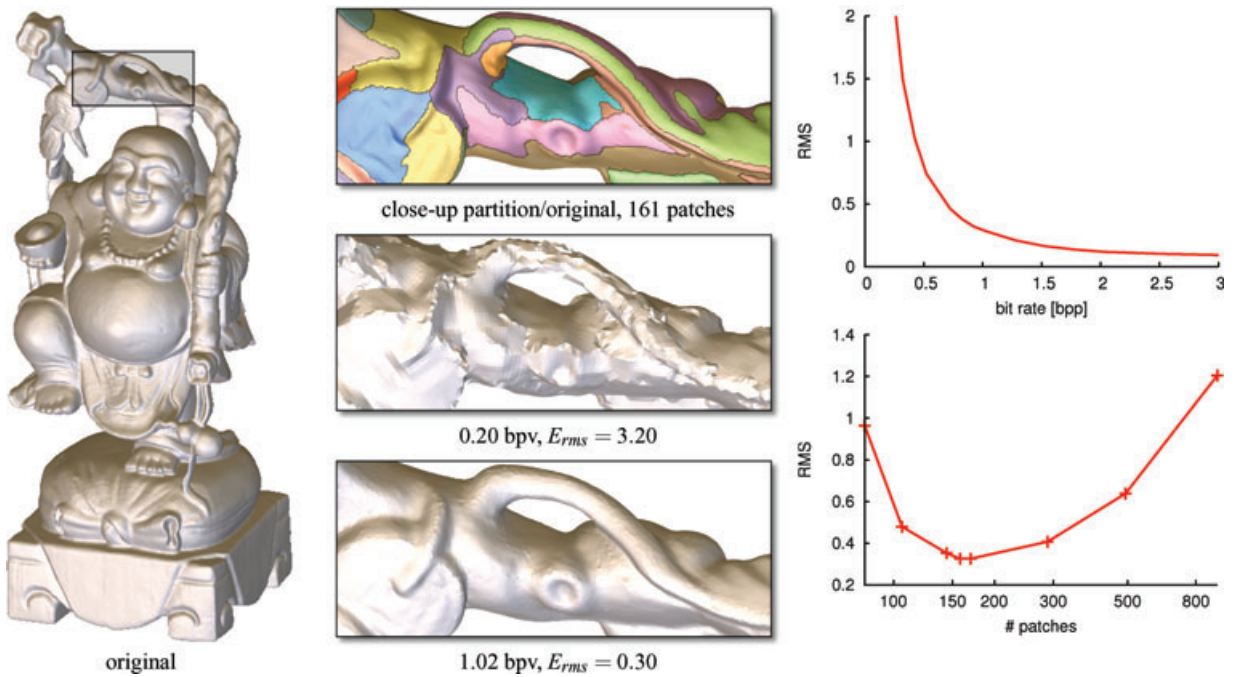 original
close-up partition/original, 161 patches
0.20 bpv, Erms = 3.20
1.02 bpv, Erms = 0.30
2
1.5
1
0.5
0
RMS
0 0.5 1 1.5 2 2.5 3
bit rate [bpp]
1.4
1.2
1
0.8
0.6
0.4
0.2
RMS
100 150 200 300 500 800
# patches